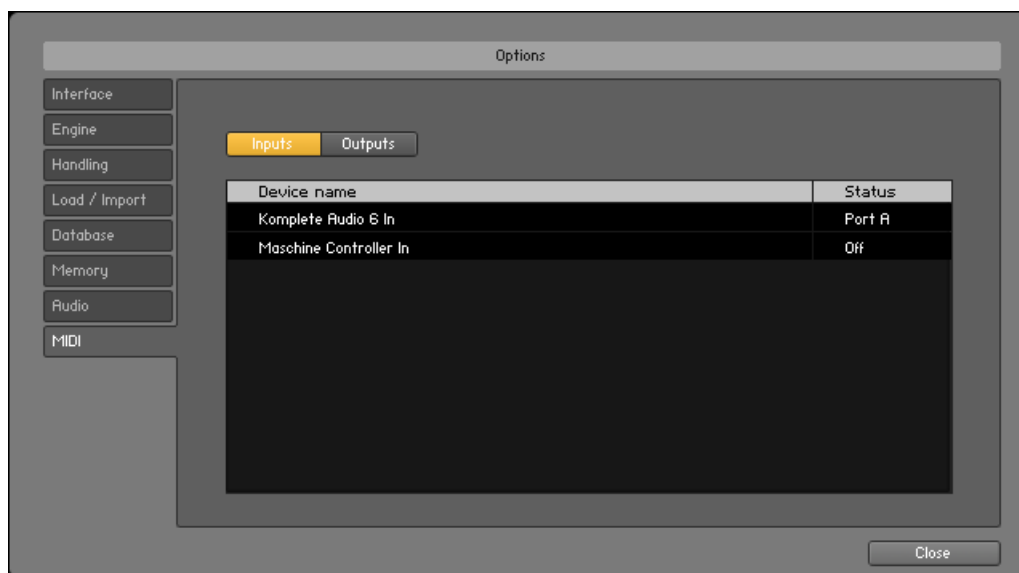 Options
Interface
Engine
Handling
Load / Import
Database
Memory
Audio
MIDI
Inputs Outputs
Device name Status
Komplete Audio 6 In Port A
Maschine Controller In Off
Close